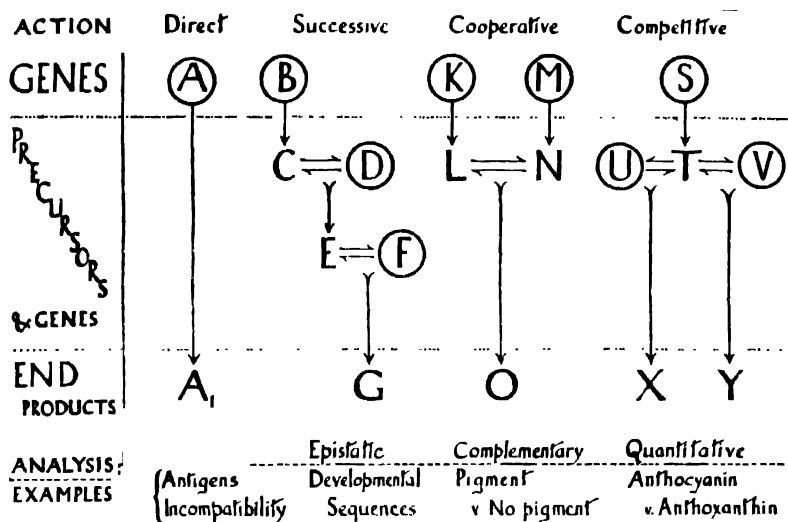 ACTION Direct Successive Cooperative Competitive
GENES A B K M S
PRECURSORS
C D L N U T V
E F
& GENES
END
PRODUCTS
A₁ G O X Y
ANALYSIS: Epistatic Complementary Quantitative
EXAMPLES Antigens Developmental Pigment Anthocyanin
Incompatibility Sequences v No pigment v. Anthoxanthin